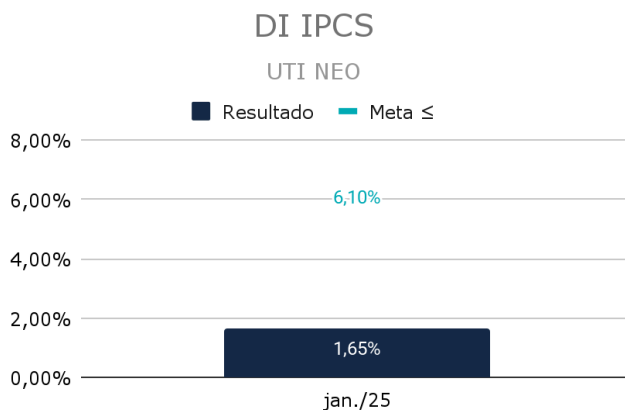 DI IPCS
UTI NEO
Resultado Meta ≤
8,00%
6,00%
6,10%
4,00%
2,00%
1,65%
0,00%
jan./25